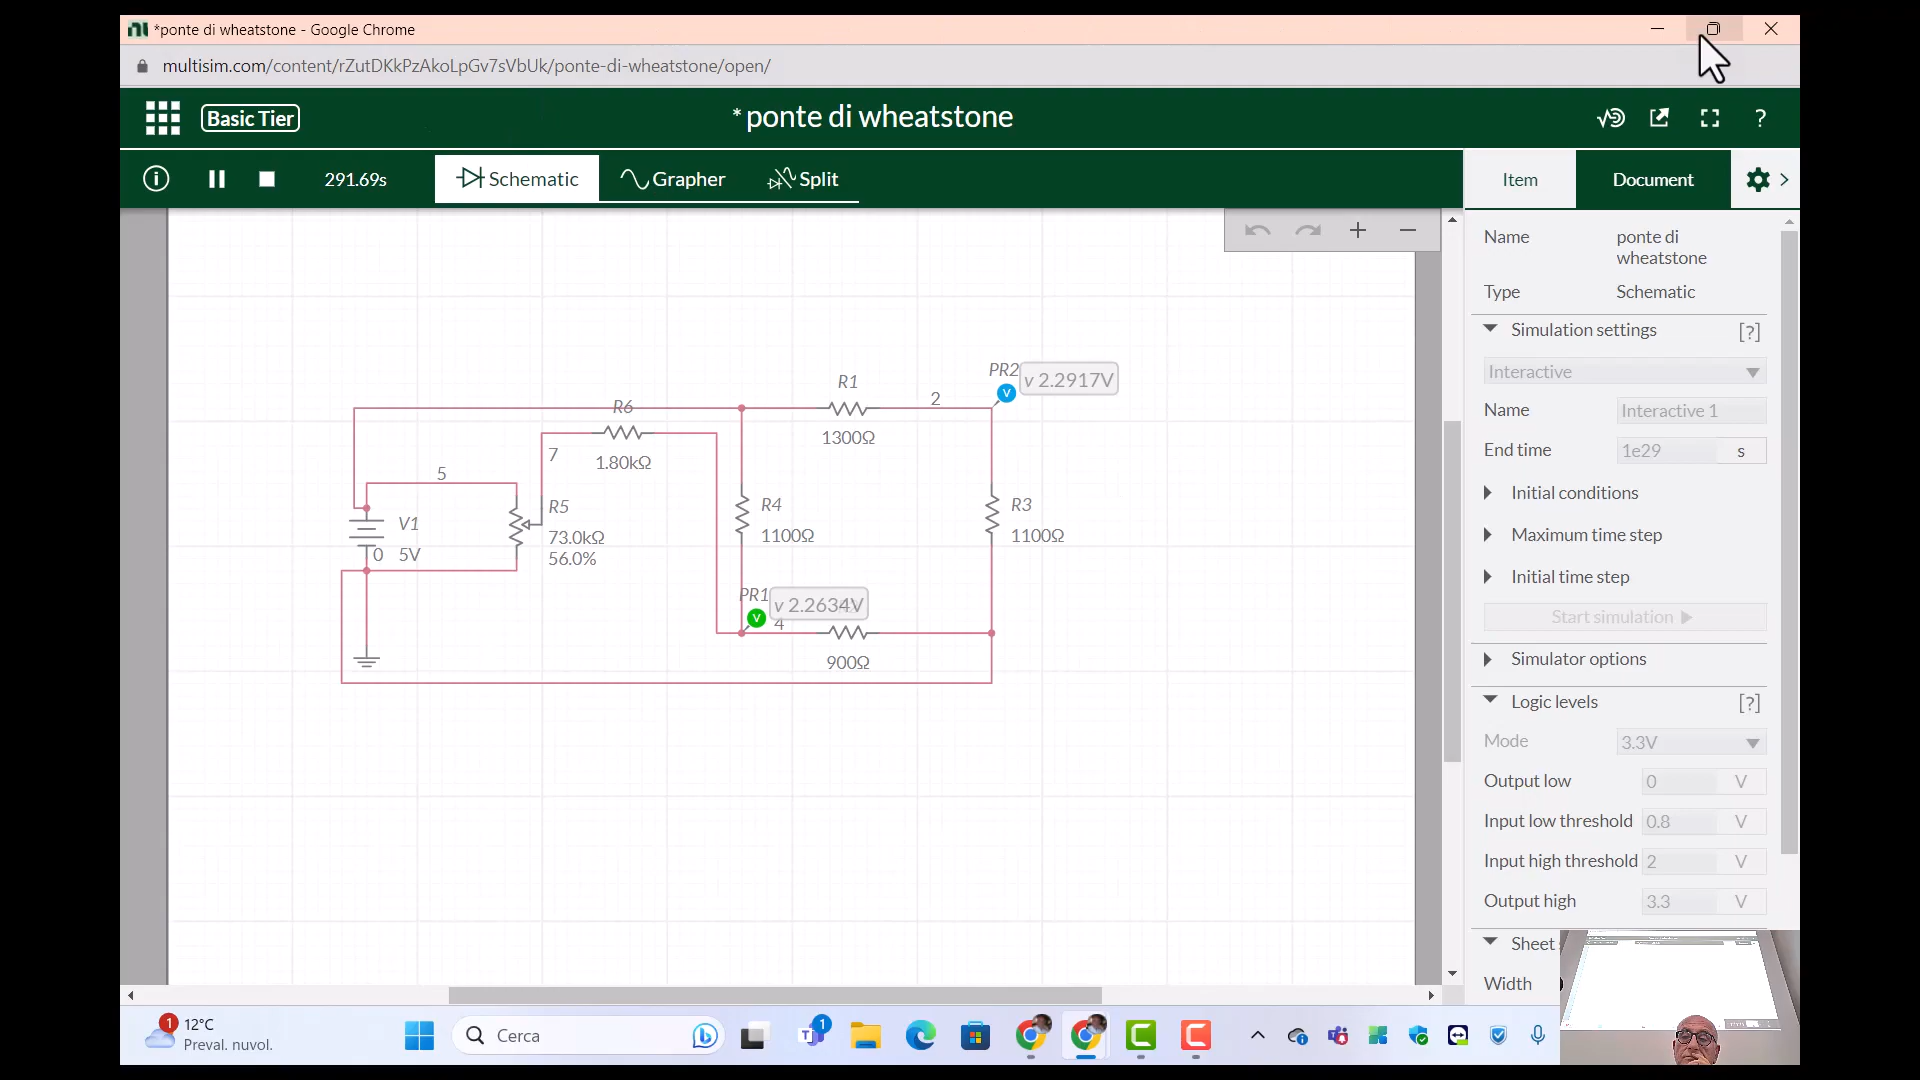 *ponte di wheatstone - Google Chrome
multisim.com/content/rZutDKkPzAkoLpGv7sVbUk/ponte-di-wheatstone/open/
Basic Tier
* ponte di wheatstone
?
291.69s
Schematic
Grapher
Split
Item
Document
Name
ponte di
wheatstone
Type
Schematic
Simulation settings
[?]
Interactive
Name
Interactive 1
End time
1e29
s
Initial conditions
Maximum time step
Initial time step
Start simulation
Simulator options
Logic levels
[?]
Mode
3.3V
Output low
0
V
Input low threshold
0.8
V
Input high threshold
2
V
Output high
3.3
V
Sheet
Width
R1
1300Ω
2
PR2
V
v 2.2917V
R6
1.80kΩ
7
5
R5
73.0kΩ
56.0%
V1
0
5V
R4
1100Ω
R3
1100Ω
PR1
V
v 2.2634V
4
900Ω
1
12°C
Preval. nuvol.
Cerca
1